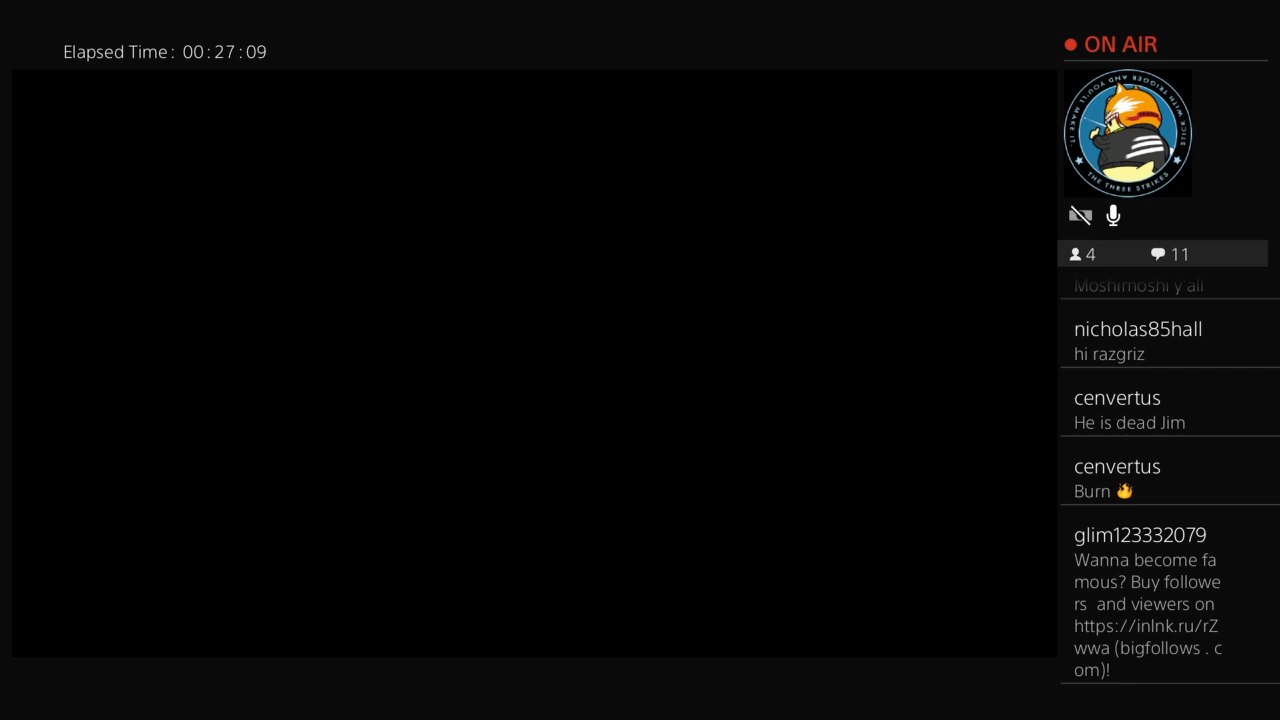 Elapsed Time: 00:27:09
ON AIR
STICK WITH TRIGGER AND YOU'LL MAKE IT.
THE THREE STRIKES
4
11
Moshimoshi y all
nicholas85hall
hi razgriz
cenvertus
He is dead Jim
cenvertus
Burn 🔥
glim123332079
Wanna become fa
mous? Buy followe
rs and viewers on
https://inlnk.ru/rZ
wwa (bigfollows . c
om)!